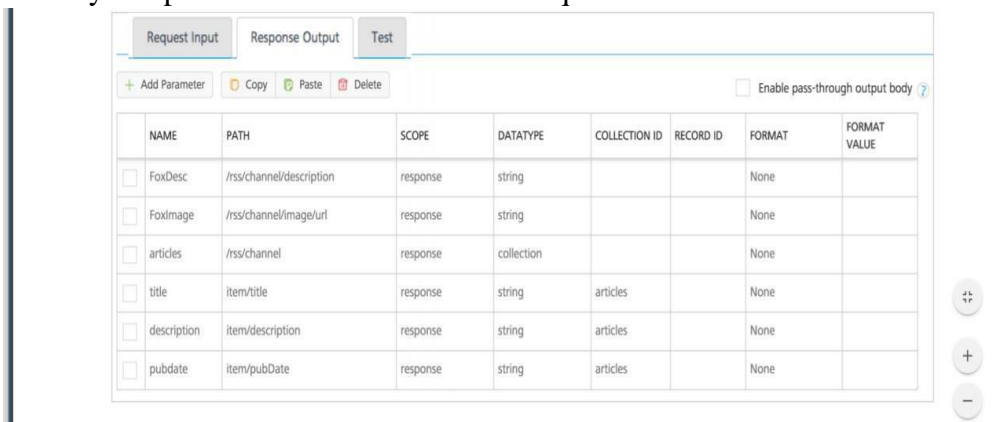 Request Input Response Output Test
+ Add Parameter Copy Paste Delete Enable pass-through output body ?
NAME PATH SCOPE DATATYPE COLLECTION ID RECORD ID FORMAT FORMAT VALUE
FoxDesc /rss/channel/description response string None
FoxImage /rss/channel/image/url response string None
articles /rss/channel response collection None
title item/title response string articles None
description item/description response string articles None
pubdate item/pubDate response string articles None